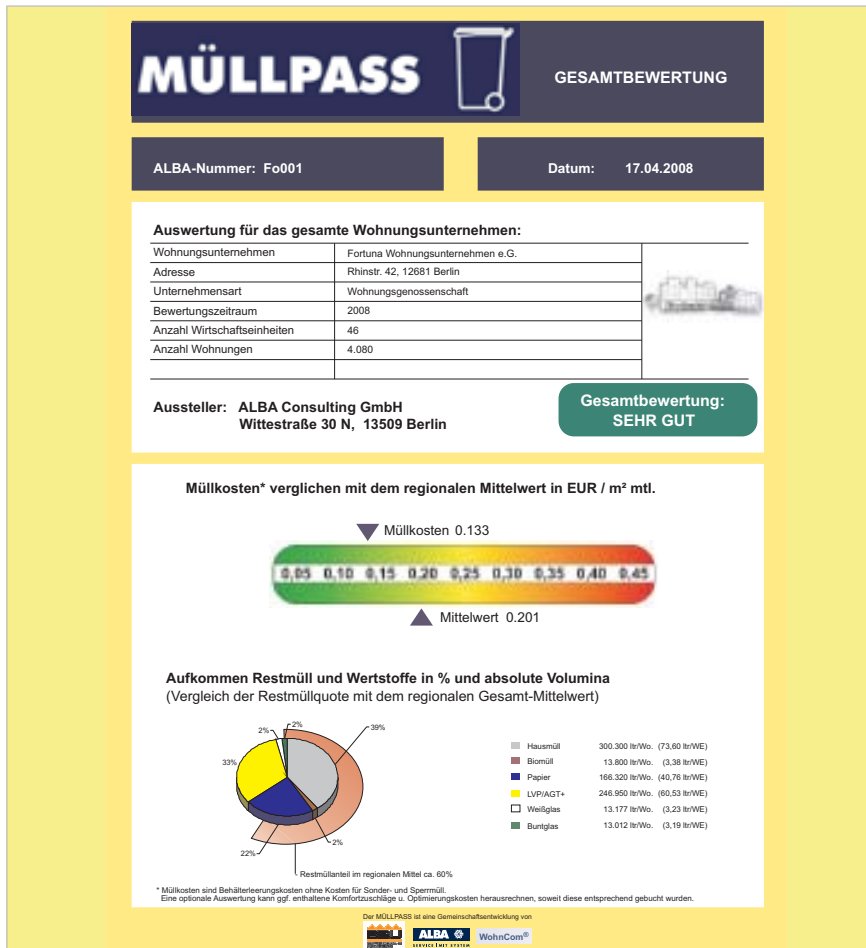 MÜLLPASS
GESAMTBEWERTUNG
ALBA-Nummer: Fo001
Datum: 17.04.2008
Auswertung für das gesamte Wohnungsunternehmen:
Wohnungsunternehmen Fortuna Wohnungsunternehmen e.G.
Adresse Rhinstr. 42, 12681 Berlin
Unternehmensart Wohnungsgenossenschaft
Bewertungszeitraum 2008
Anzahl Wirtschaftseinheiten 46
Anzahl Wohnungen 4.080
Aussteller: ALBA Consulting GmbH
Wittestraße 30 N, 13509 Berlin
Gesamtbewertung:
SEHR GUT
Müllkosten* verglichen mit dem regionalen Mittelwert in EUR / m² mtl.
Müllkosten 0.133
0,05 0,10 0,15 0,20 0,25 0,30 0,35 0,40 0,45
Mittelwert 0.201
Aufkommen Restmüll und Wertstoffe in % und absolute Volumina
(Vergleich der Restmüllquote mit dem regionalen Gesamt-Mittelwert)
2%
2%
39%
33%
22%
2%
Restmüllanteil im regionalen Mittel ca. 60%
Hausmüll 300.300 ltr/Wo. (73,60 ltr/WE)
Biomüll 13.800 ltr/Wo. (3,38 ltr/WE)
Papier 166.320 ltr/Wo. (40,76 ltr/WE)
LVP/AGT+ 246.950 ltr/Wo. (60,53 ltr/WE)
Weißglas 13.177 ltr/Wo. (3,23 ltr/WE)
Buntglas 13.012 ltr/Wo. (3,19 ltr/WE)
* Müllkosten sind Behälterleerungskosten ohne Kosten für Sonder- und Sperrmüll.
Eine optionale Auswertung kann ggf. enthaltene Komfortzuschläge u. Optimierungskosten herausrechnen, soweit diese entsprechend gebucht wurden.
Der MÜLLPASS ist eine Gemeinschaftsentwicklung von
ALBA
SERVICE MIT SYSTEM
WohnCom®